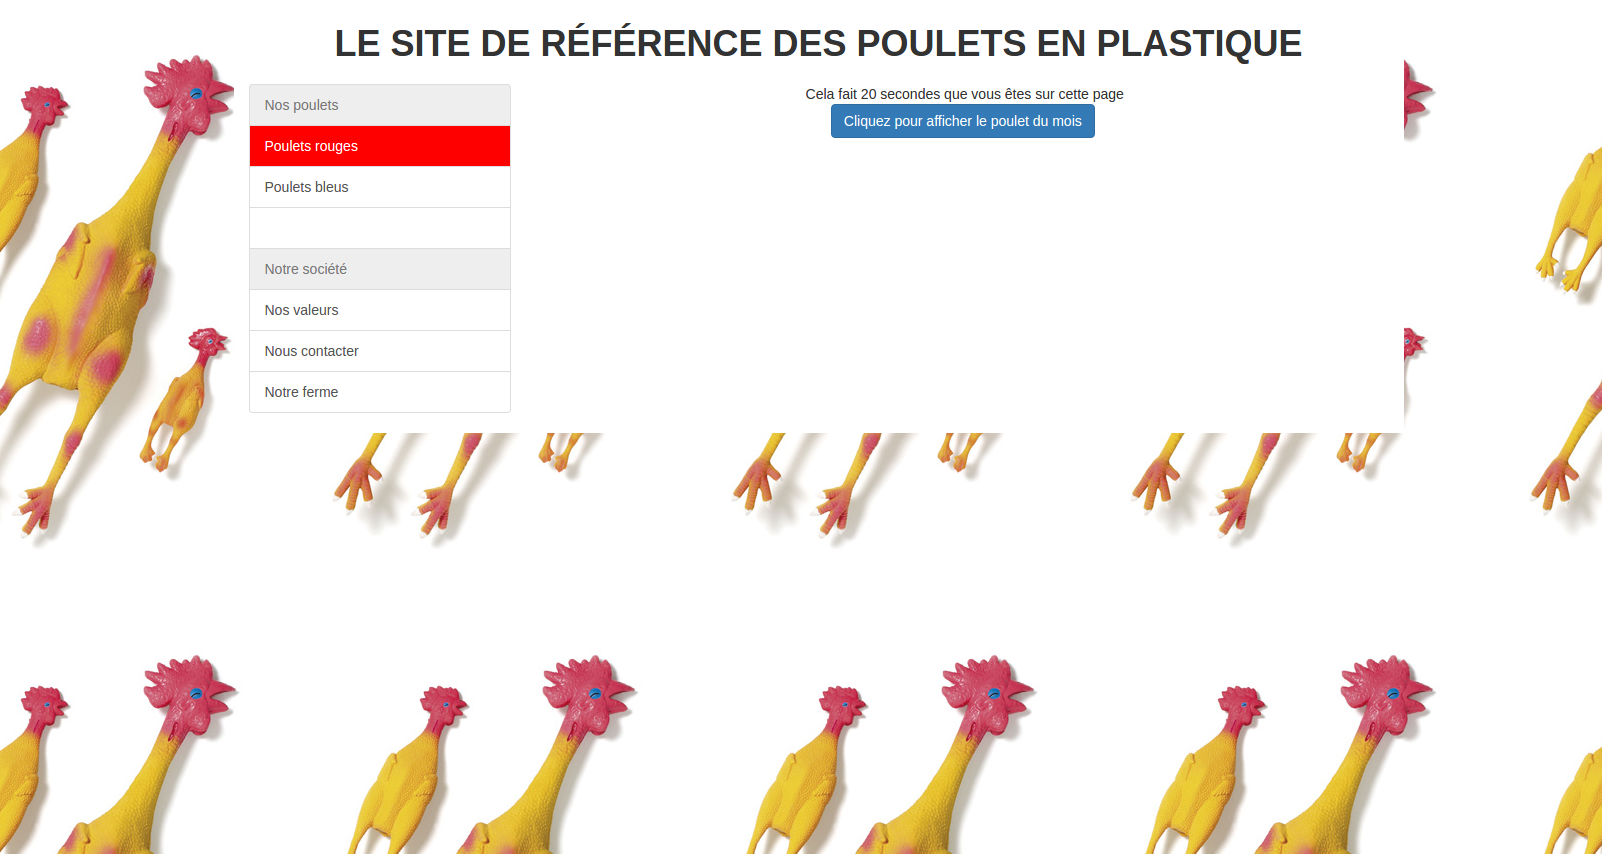 LE SITE DE RÉFÉRENCE DES POULETS EN PLASTIQUE
Nos poulets
Poulets rouges
Poulets bleus
Notre société
Nos valeurs
Nous contacter
Notre ferme
Cela fait 20 secondes que vous êtes sur cette page
Cliquez pour afficher le poulet du mois